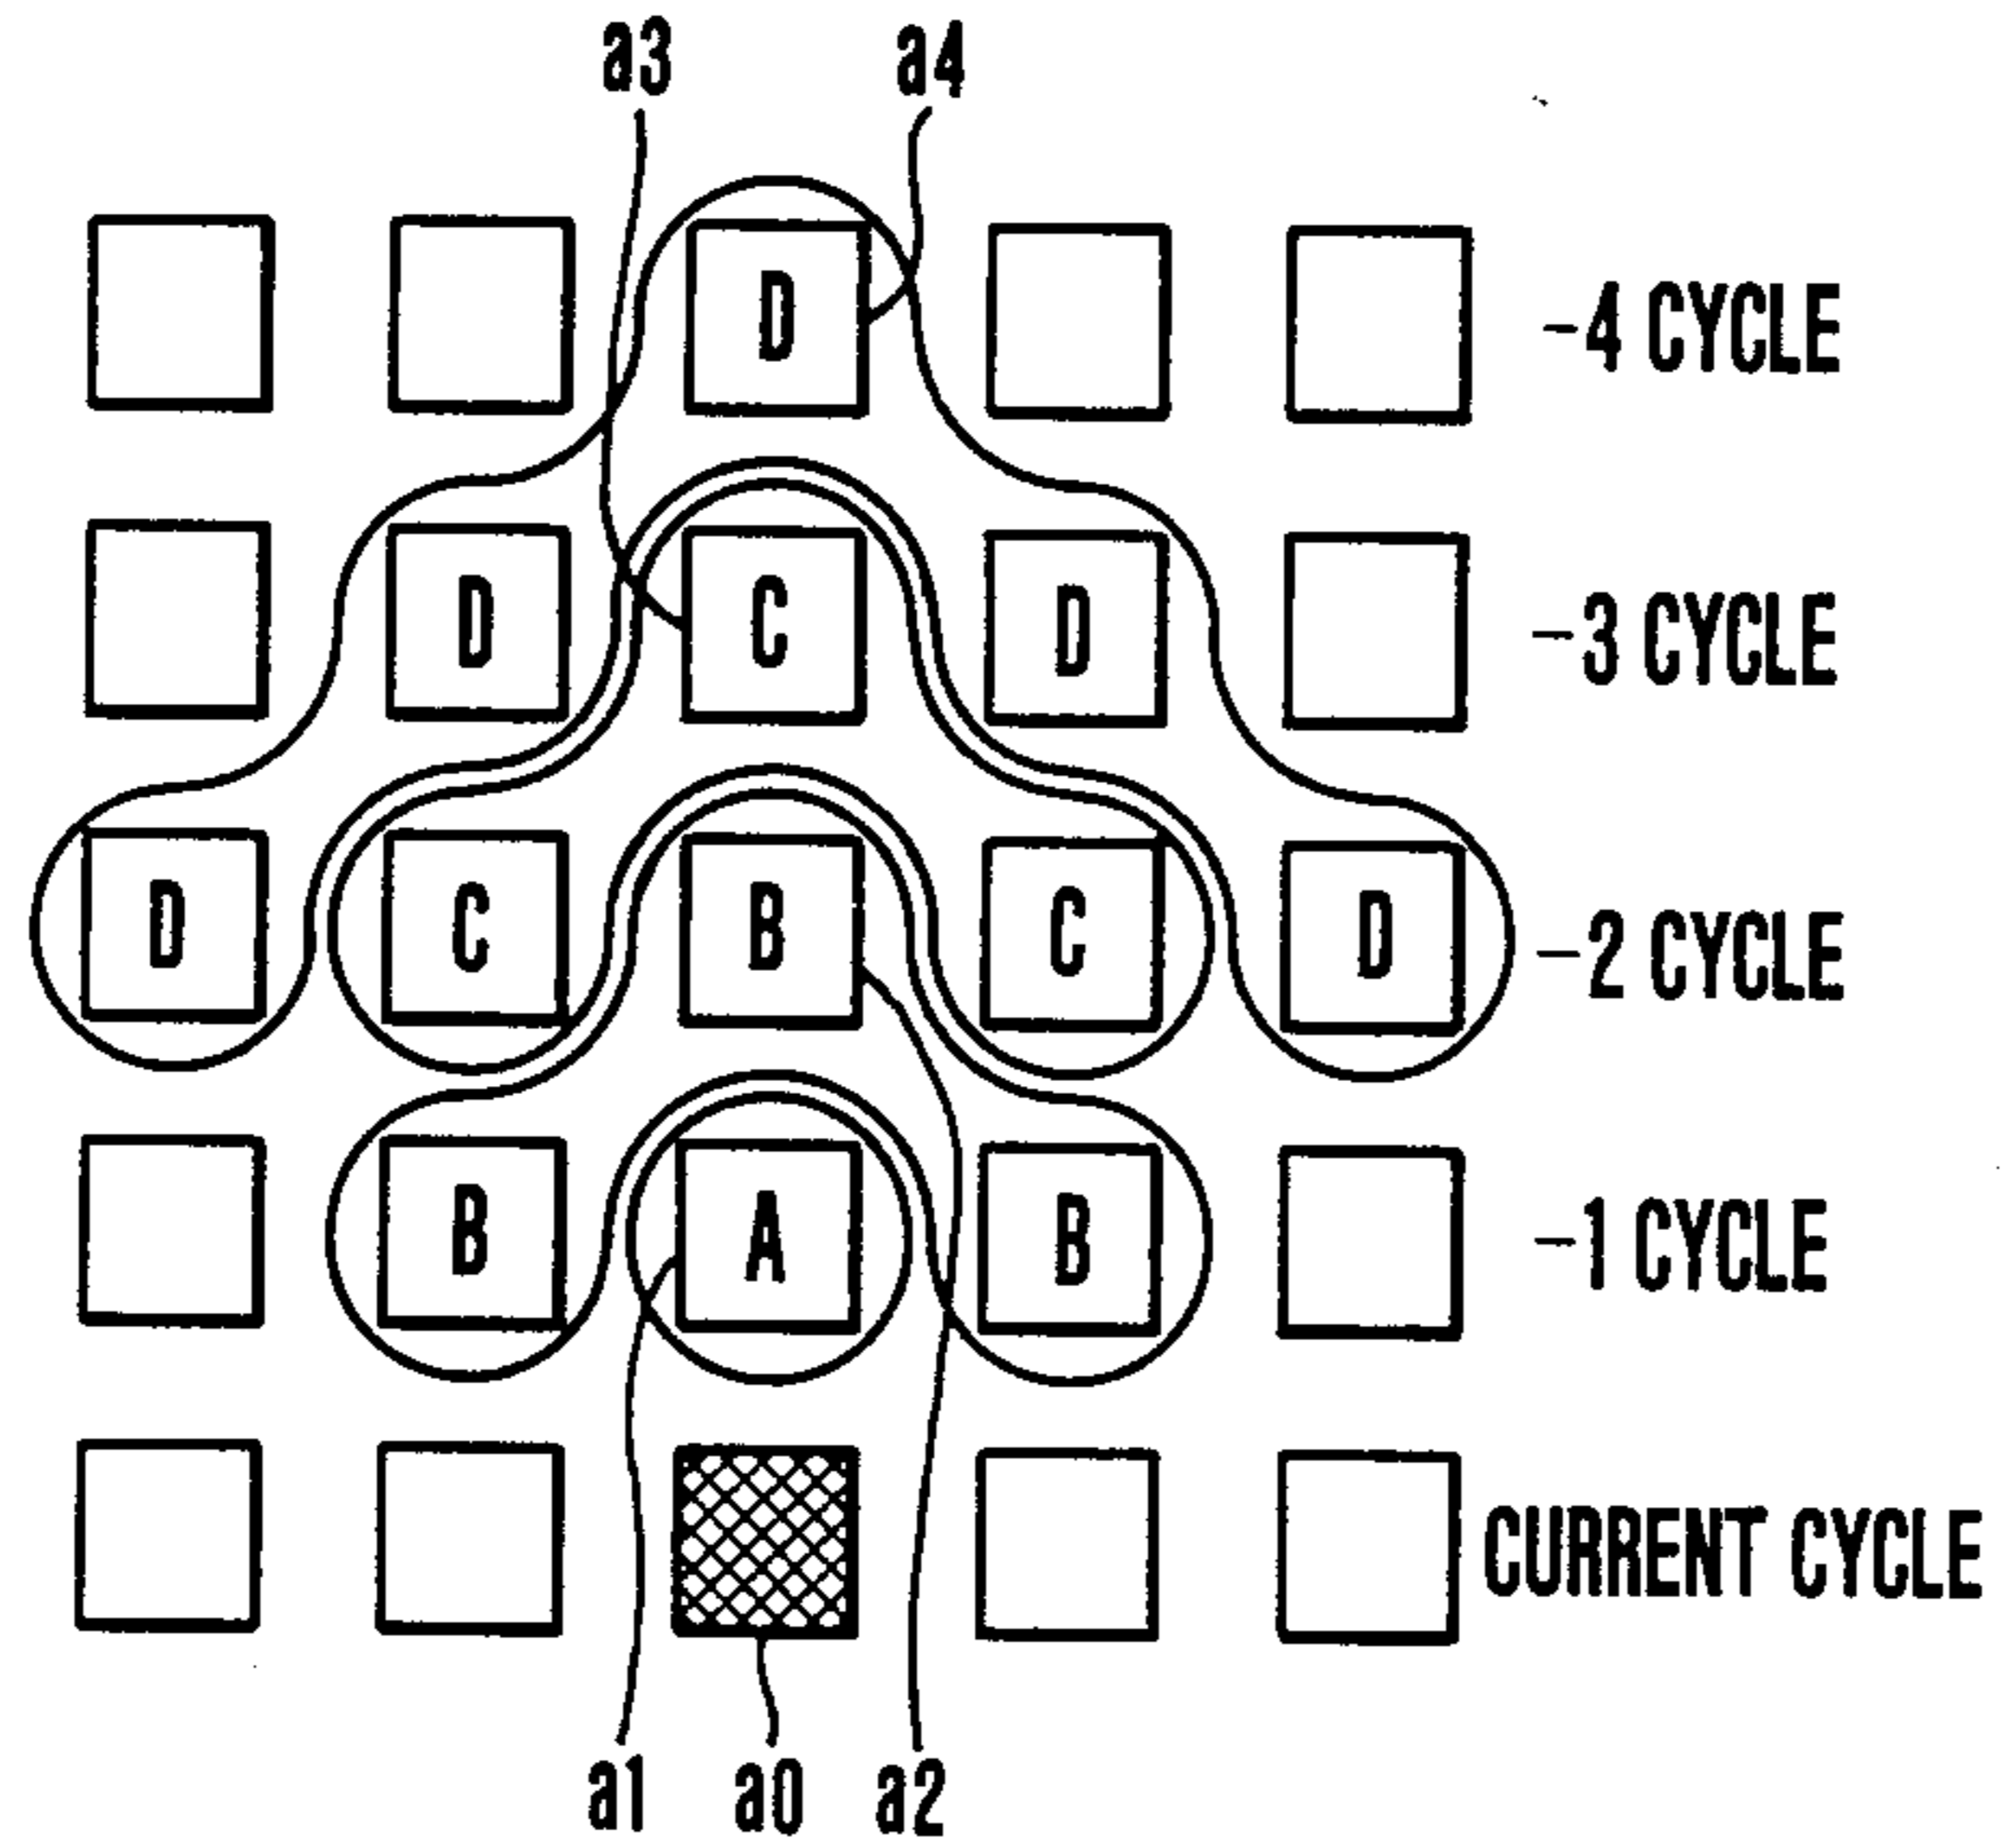 a3 a4
D -4 CYCLE
D C D -3 CYCLE
D C B C D -2 CYCLE
B A B -1 CYCLE
CURRENT CYCLE
a1 a0 a2